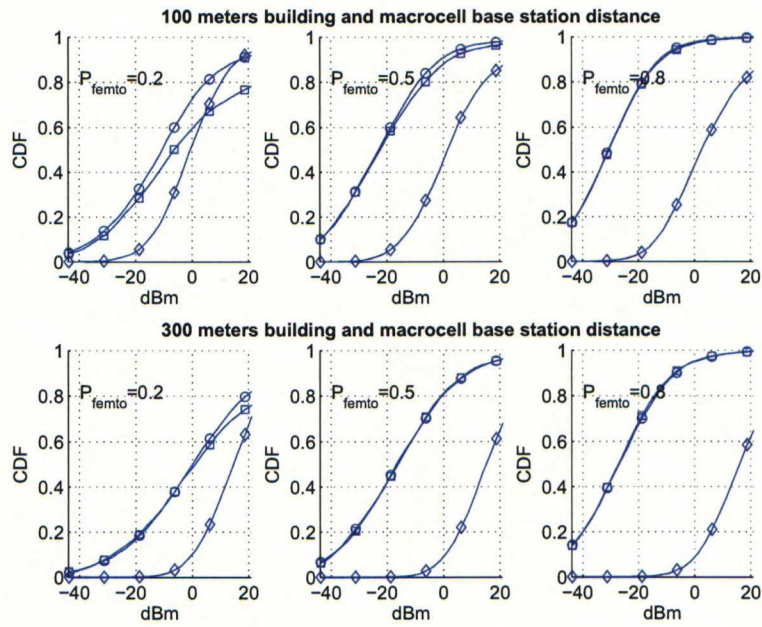 100 meters building and macrocell base station distance
1
0.8
0.6
0.4
0.2
0
CDF
P_femto=0.2
−40 −20 0 20
dBm
1
0.8
0.6
0.4
0.2
0
CDF
P_femto=0.5
−40 −20 0 20
dBm
1
0.8
0.6
0.4
0.2
0
CDF
P_femto=0.8
−40 −20 0 20
dBm
300 meters building and macrocell base station distance
1
0.8
0.6
0.4
0.2
0
CDF
P_femto=0.2
−40 −20 0 20
dBm
1
0.8
0.6
0.4
0.2
0
CDF
P_femto=0.5
−40 −20 0 20
dBm
1
0.8
0.6
0.4
0.2
0
CDF
P_femto=0.8
−40 −20 0 20
dBm